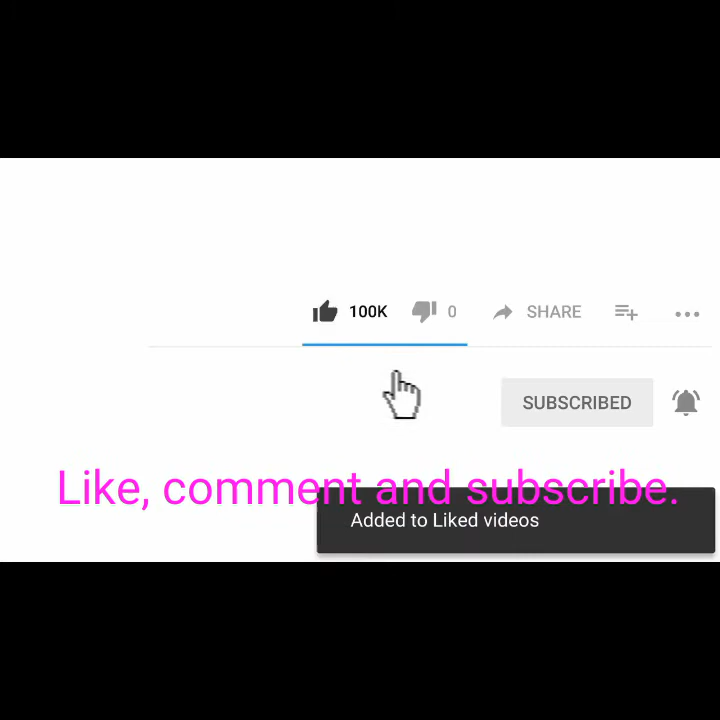 100K 0 SHARE
SUBSCRIBED
Like, comment and subscribe.
Added to Liked videos